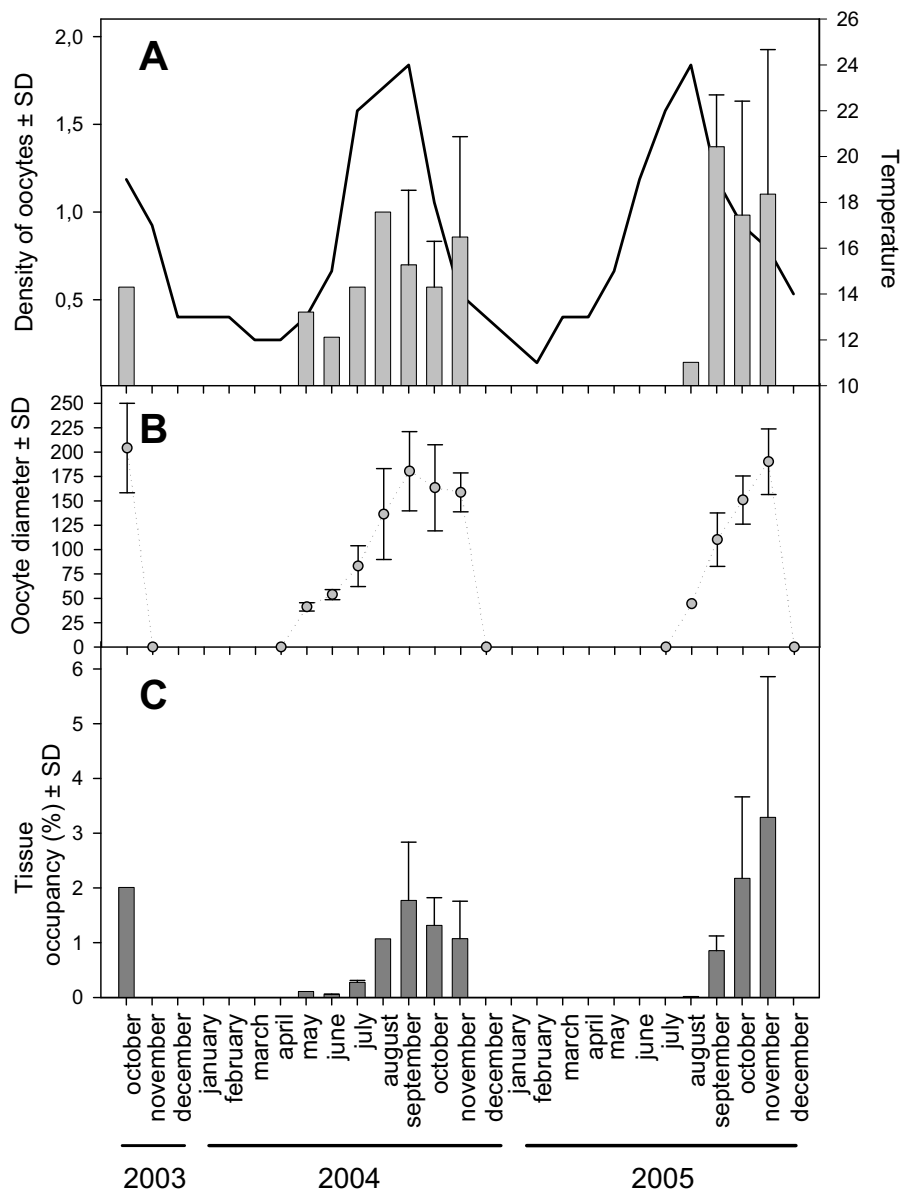 A
Density of oocytes ± SD
2,0
1,5
1,0
0,5
26
24
22
20
18
16
14
12
10
Temperature
B
Oocyte diameter ± SD
250
225
200
175
150
125
100
75
50
25
0
C
Tissue
occupancy (%) ± SD
6
5
4
3
2
1
0
october
november
december
january
february
march
april
may
june
july
august
september
october
november
december
january
february
march
april
may
june
july
august
september
october
november
december
2003
2004
2005